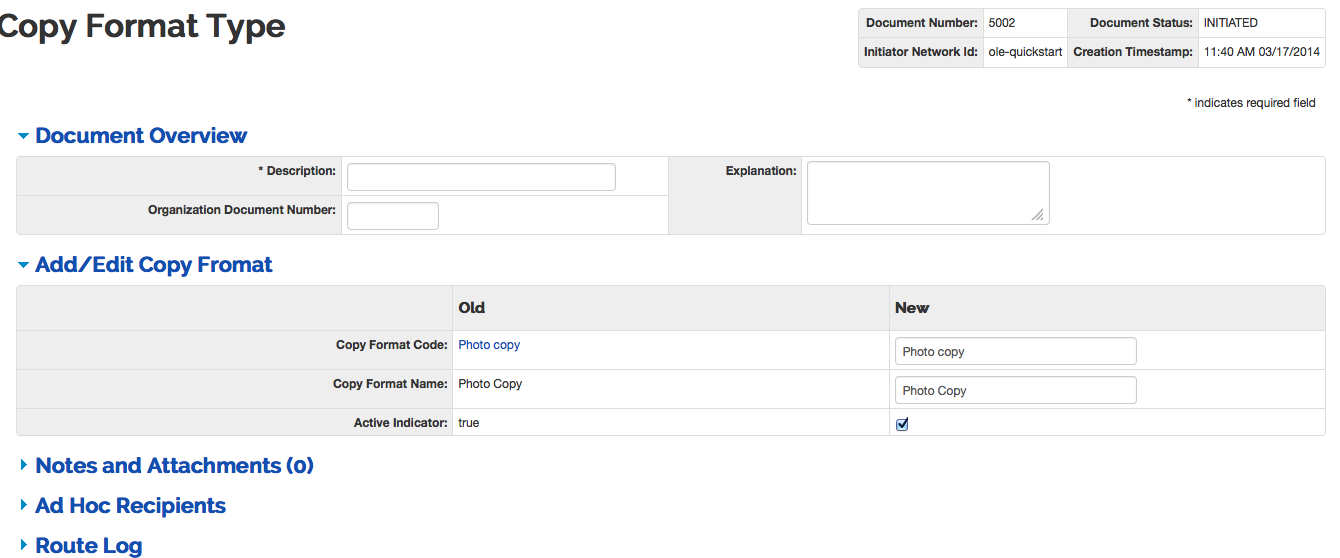 Copy Format Type
Document Number: 5002 Document Status: INITIATED
Initiator Network Id: ole-quickstart Creation Timestamp: 11:40 AM 03/17/2014
* indicates required field
Document Overview
* Description: Explanation:
Organization Document Number:
Add/Edit Copy Fromat
Old New
Copy Format Code: Photo copy Photo copy
Copy Format Name: Photo Copy Photo Copy
Active Indicator: true
Notes and Attachments (0)
Ad Hoc Recipients
Route Log